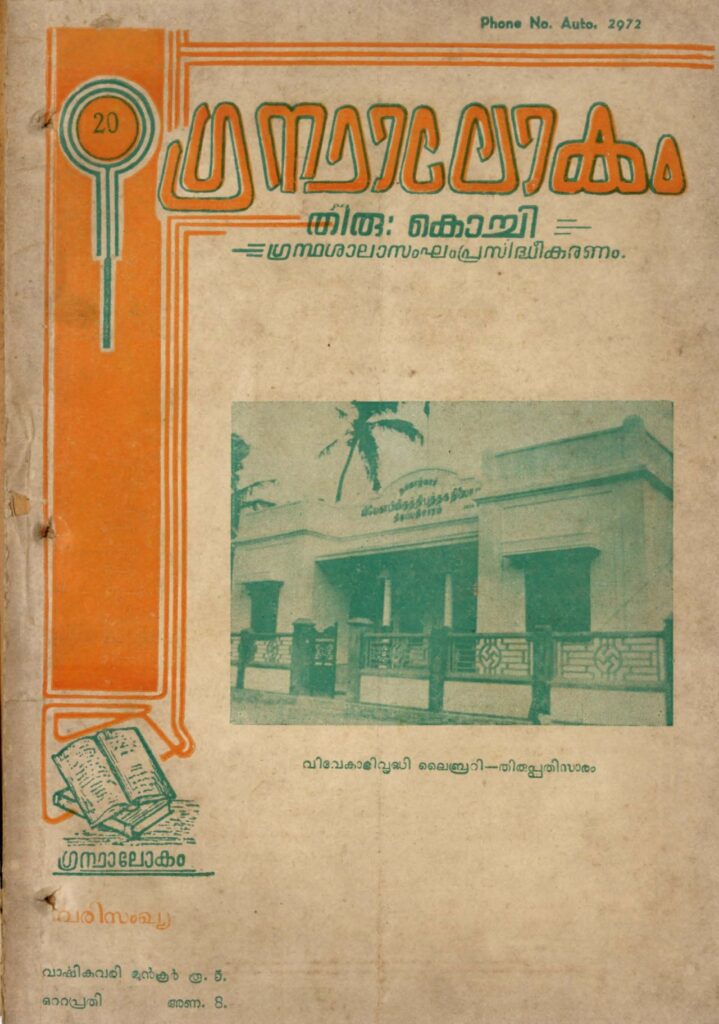 Phone No. Auto. 2972
20
ഗ്രന്ഥാലോകം
തിരു: കൊച്ചി
ഗ്രന്ഥശാലാസംഘംപ്രസിദ്ധീകരണം.
വിവേകാഭിവൃദ്ധി ലൈബ്രറി—തിരുപ്പതിസാരം
ഗ്രന്ഥാലോകം
വരിസംഖ്യ
വാഷികവരി മുൻകൂർ രൂ. 5.
ഒററപ്രതി അണ. 8.